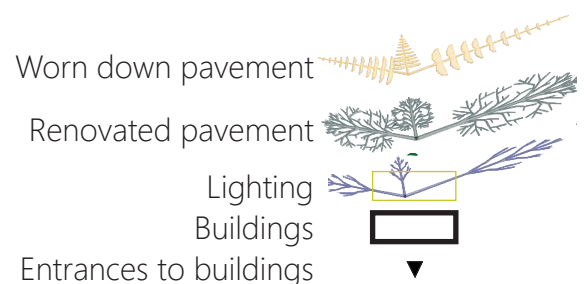 Worn down pavement
Renovated pavement
Lighting
Buildings
Entrances to buildings